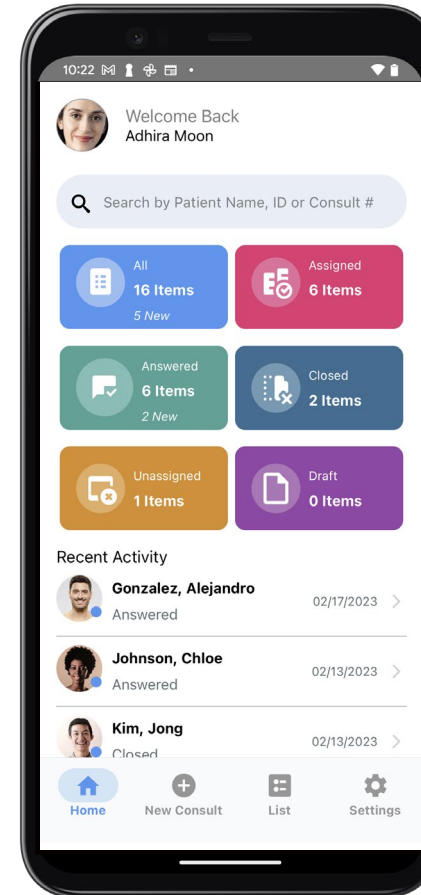 10:22
Welcome Back
Adhira Moon
Search by Patient Name, ID or Consult #
All
16 Items
5 New
Assigned
6 Items
Answered
6 Items
2 New
Closed
2 Items
Unassigned
1 Items
Draft
0 Items
Recent Activity
Gonzalez, Alejandro
Answered
02/17/2023
Johnson, Chloe
Answered
02/13/2023
Kim, Jong
Closed
02/13/2023
Home
New Consult
List
Settings